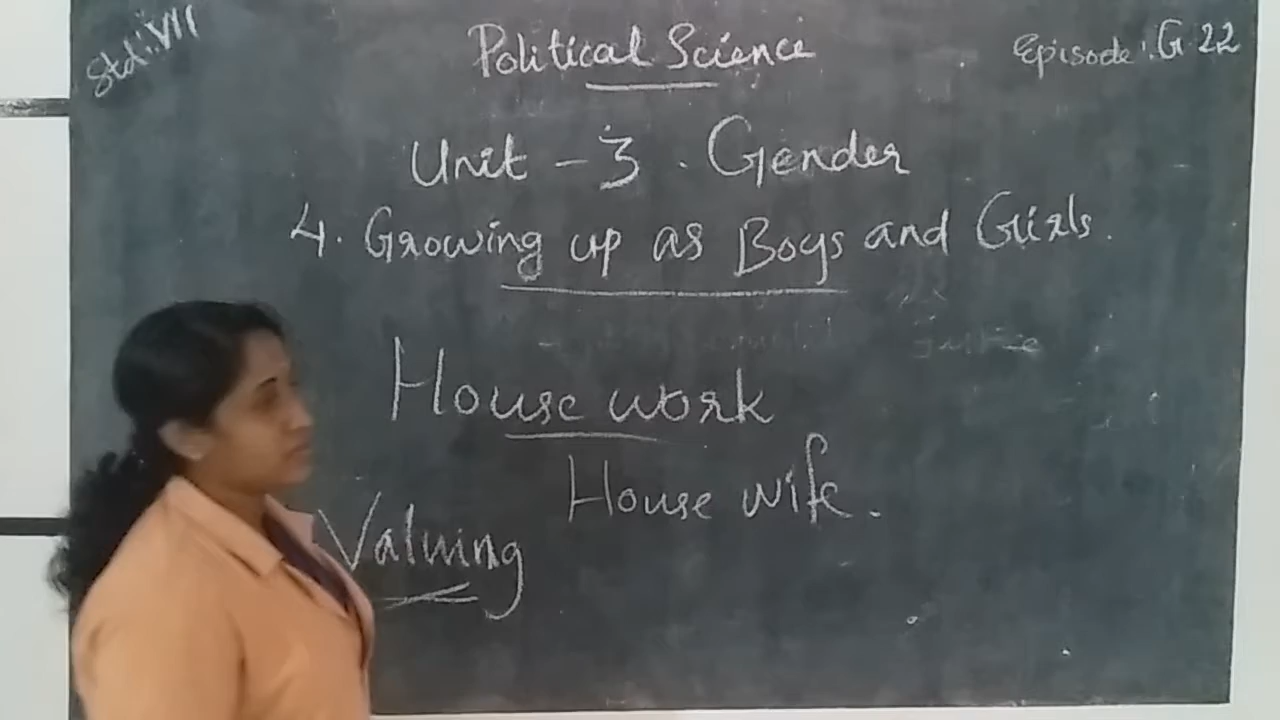 Std: VII
Political Science
Episode: G 22
Unit - 3. Gender
4. Growing up as Boys and Girls.
House work
House wife.
Valuing